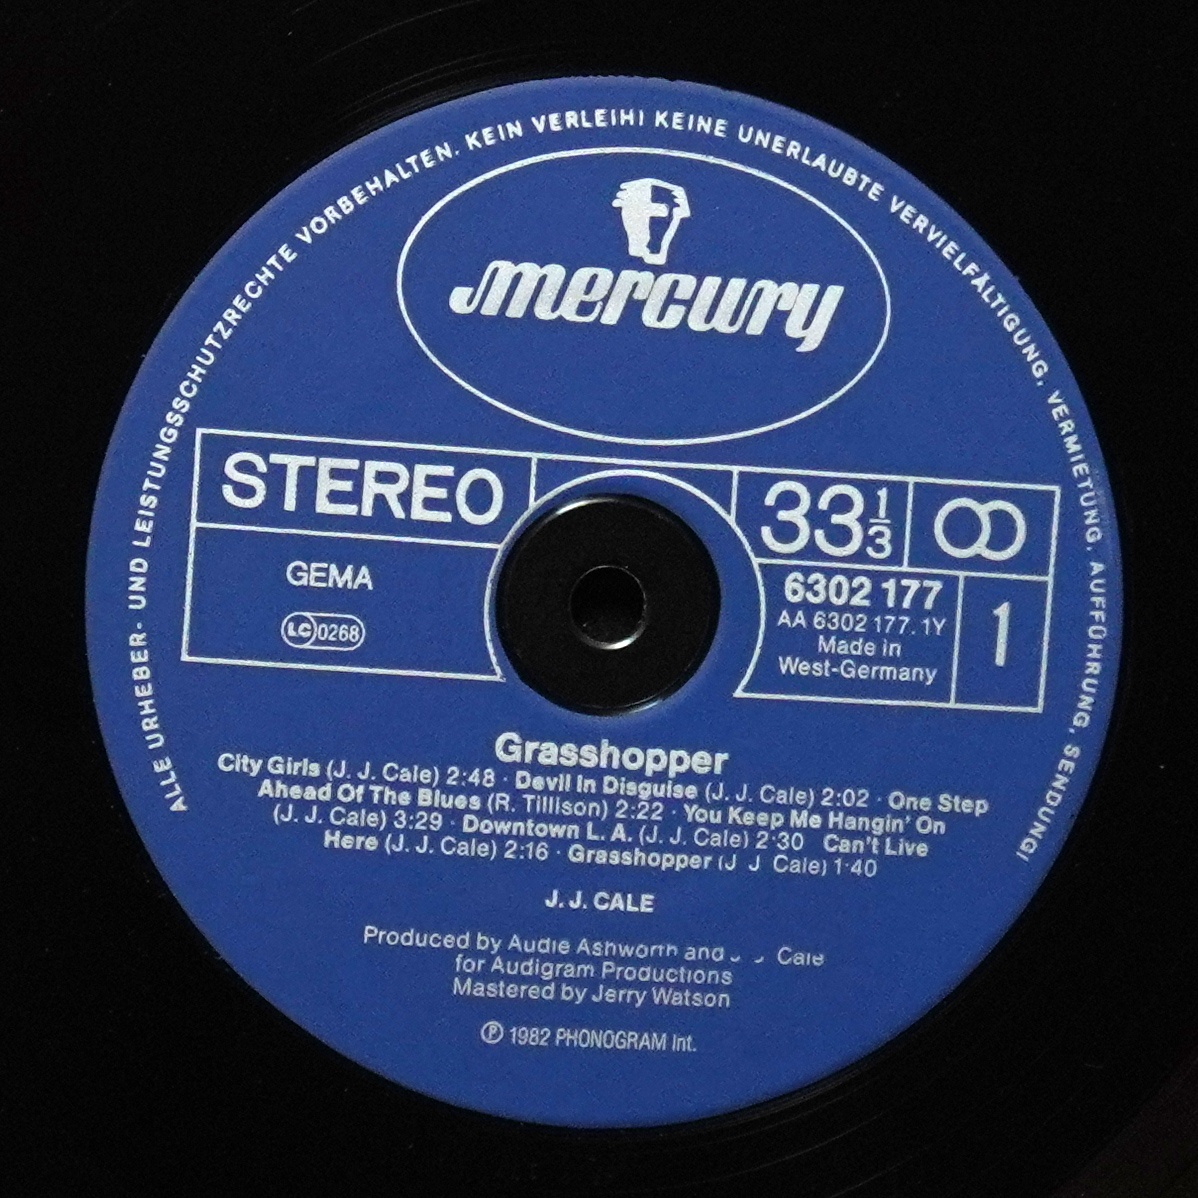 ALLE URHEBER- UND LEISTUNGSSCHUTZRECHTE VORBEHALTEN. KEIN VERLEIH! KEINE UNERLAUBTE VERVIELFÄLTIGUNG, VERMIETUNG, AUFFÜHRUNG, SENDUNG!
mercury
STEREO
33 1/3
GEMA
LC 0268
6302 177
AA 6302 177.1Y
Made in
West-Germany
1
Grasshopper
City Girls (J. J. Cale) 2:48 · Devil In Disguise (J. J. Cale) 2:02 · One Step
Ahead Of The Blues (R. Tillison) 2:22 · You Keep Me Hangin' On
(J. J. Cale) 3:29 · Downtown L. A. (J. J. Cale) 2:30 Can't Live
Here (J. J. Cale) 2:16 · Grasshopper (J J Cale) 1:40
J. J. CALE
Produced by Audie Ashworth and J J Cale
for Audigram Productions
Mastered by Jerry Watson
℗ 1982 PHONOGRAM Int.